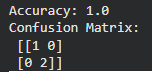 Accuracy: 1.0
Confusion Matrix:
[[1 0]
[0 2]]